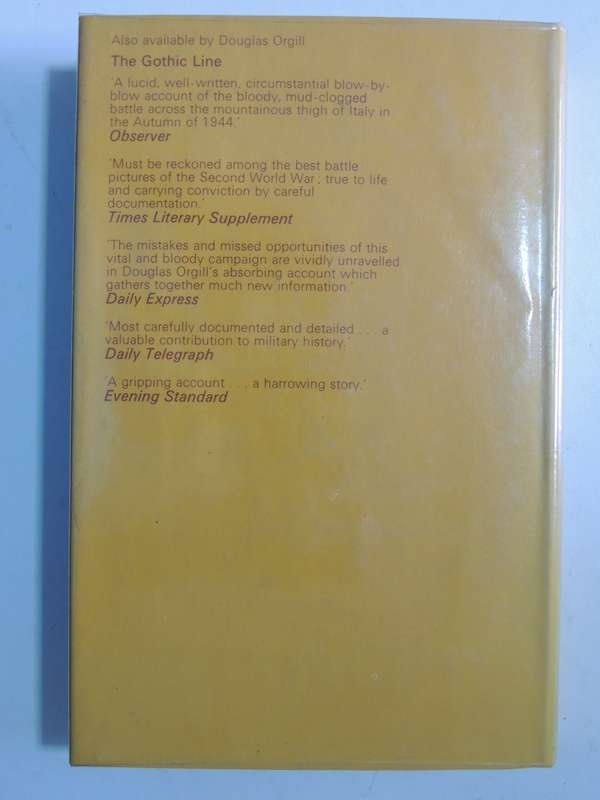 Also available by Douglas Orgill
The Gothic Line
'A lucid, well-written, circumstantial blow-by-
blow account of the bloody, mud-clogged
battle across the mountainous thigh of Italy in
the Autumn of 1944.'
Observer
'Must be reckoned among the best battle
pictures of the Second World War; true to life
and carrying conviction by careful
documentation.'
Times Literary Supplement
'The mistakes and missed opportunities of this
vital and bloody campaign are vividly unravelled
in Douglas Orgill's absorbing account which
gathers together much new information.'
Daily Express
'Most carefully documented and detailed . . . a
valuable contribution to military history.'
Daily Telegraph
'A gripping account . . . a harrowing story.'
Evening Standard